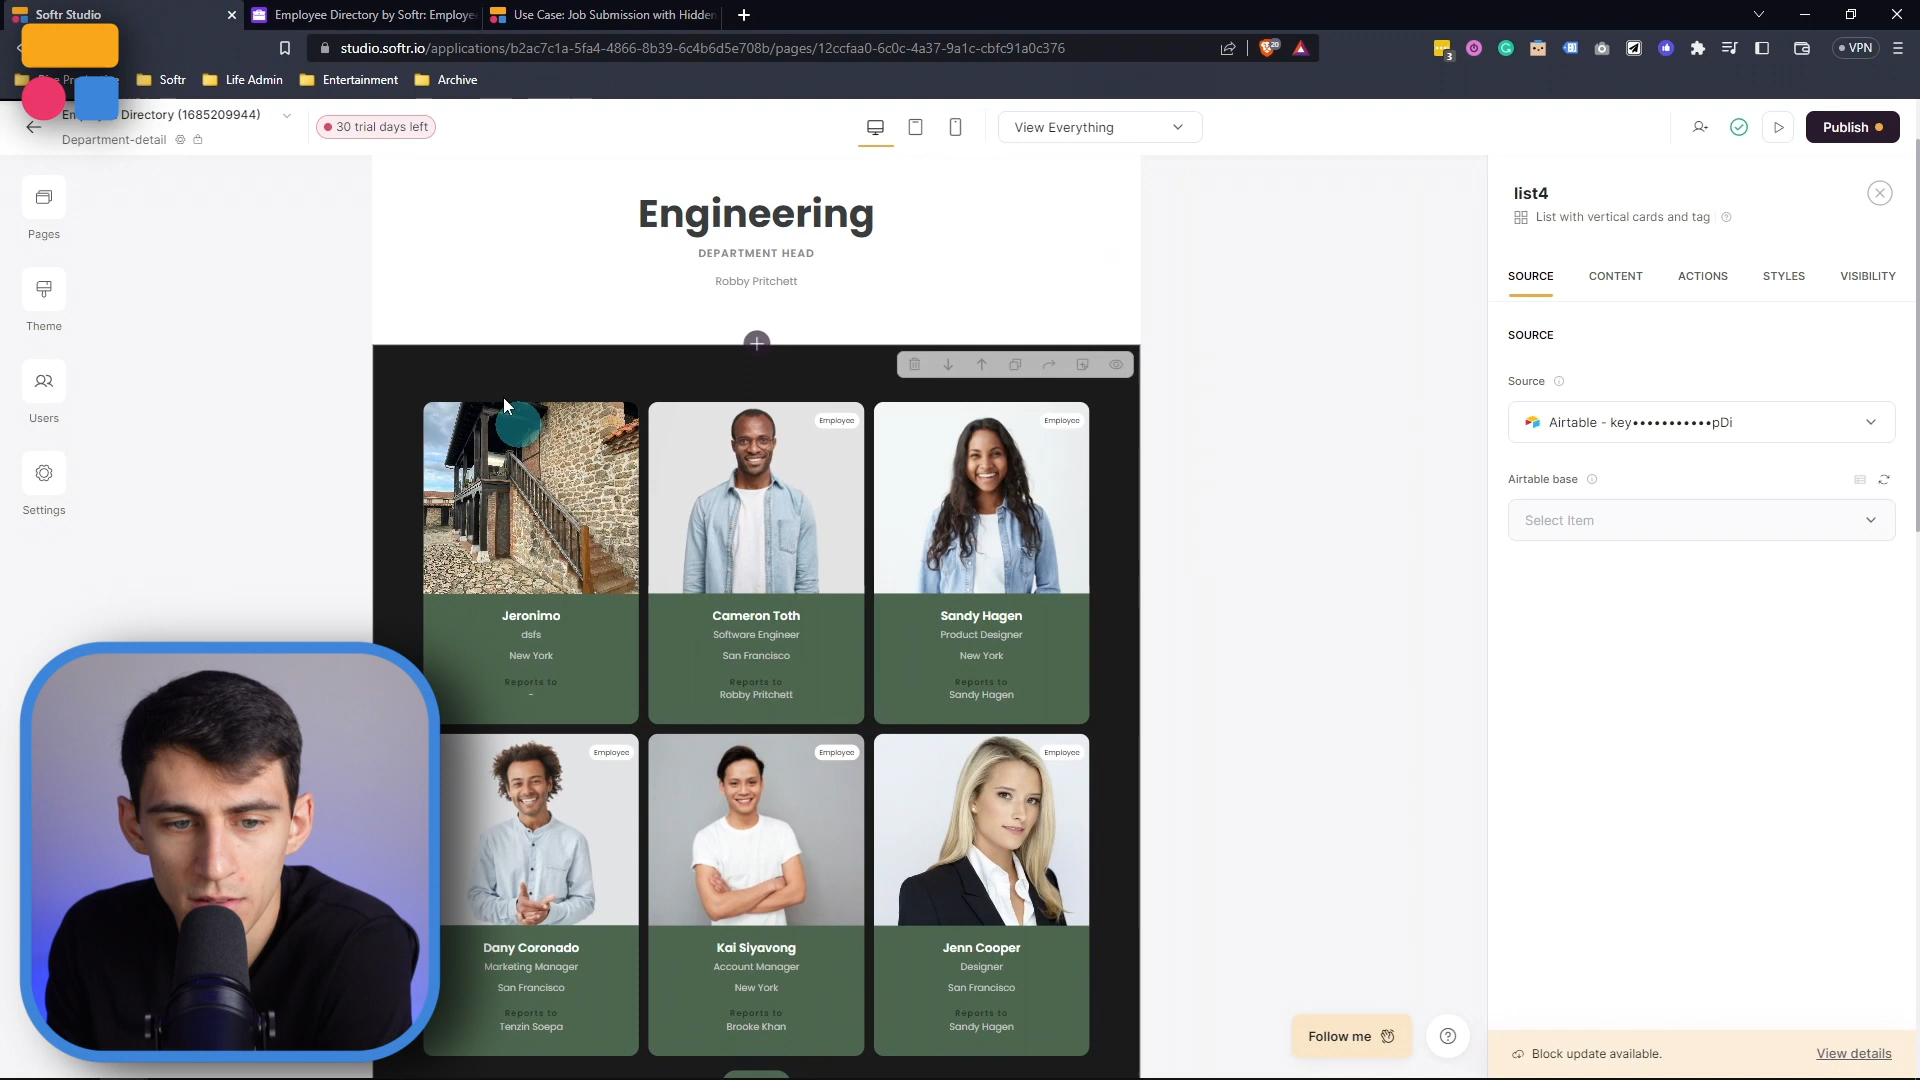 Softr Studio
Employee Directory by Softr: Employe
Use Case: Job Submission with Hidden
studio.softr.io/applications/b2ac7c1a-5fa4-4866-8b39-6c4b6d5e708b/pages/12ccfaa0-6c0c-4a37-9a1c-cbfc91a0c376
3
VPN
Softr
Life Admin
Entertainment
Archive
Directory (1685209944)
Department-detail
30 trial days left
View Everything
Publish
Pages
Theme
Users
Settings
Engineering
DEPARTMENT HEAD
Robby Pritchett
Employee
Employee
Jeronimo
dsfs
New York
Reports to
-
Cameron Toth
Software Engineer
San Francisco
Reports to
Robby Pritchett
Sandy Hagen
Product Designer
New York
Reports to
Sandy Hagen
Employee
Employee
Employee
Dany Coronado
Marketing Manager
San Francisco
Reports to
Tenzin Soepa
Kai Siyavong
Account Manager
New York
Reports to
Brooke Khan
Jenn Cooper
Designer
San Francisco
Reports to
Sandy Hagen
list4
List with vertical cards and tag
SOURCE
CONTENT
ACTIONS
STYLES
VISIBILITY
SOURCE
Source
Airtable - key•••••••••••pDi
Airtable base
Select Item
Follow me
Block update available.
View details